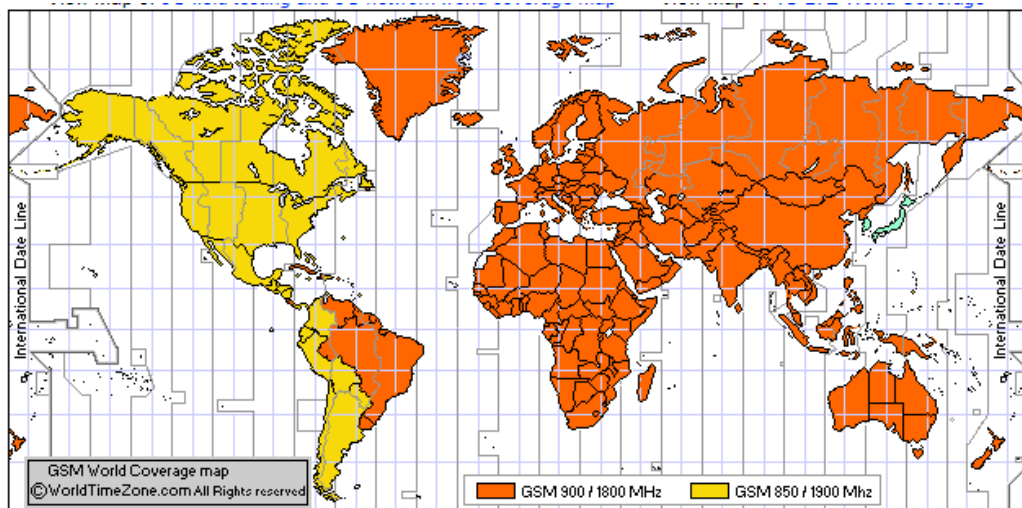 International Date Line
International Date Line
GSM World Coverage map
©WorldTimeZone.com All Rights reserved
GSM 900 / 1800 MHz
GSM 850 / 1900 Mhz